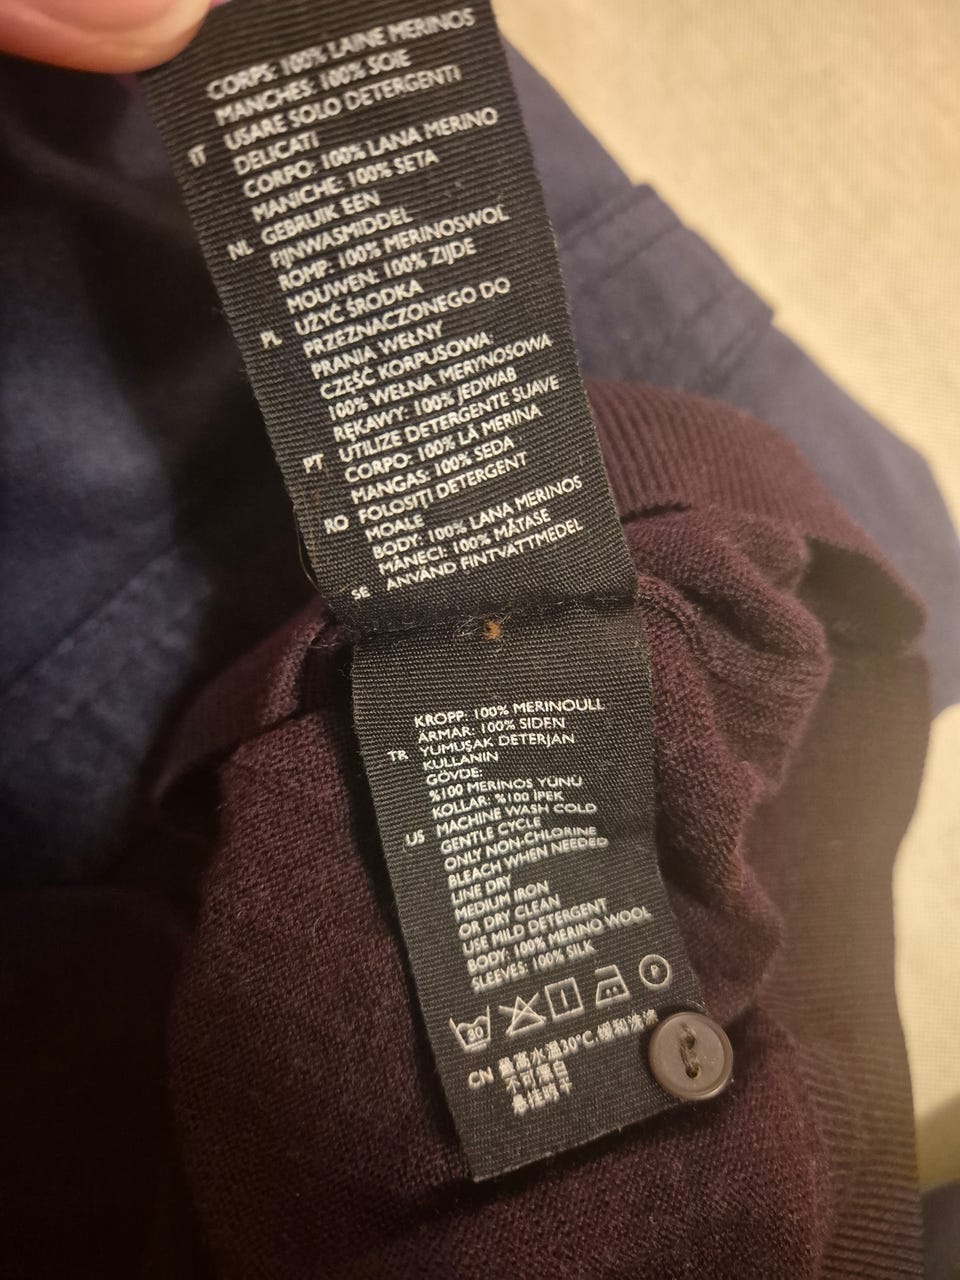 CORPS: 100% LAINE MERINOS
MANCHES: 100% SOIE
IT USARE SOLO DETERGENTI
DELICATI
CORPO: 100% LANA MERINO
MANICHE: 100% SETA
NL GEBRUIK EEN
FIJNWASMIDDEL
ROMP: 100% MERINOSWOL
MOUWEN: 100% ZIJDE
PL UŻYĆ ŚRODKA
PRZEZNACZONEGO DO
PRANIA WEŁNY
CZĘŚĆ KORPUSOWA:
100% WEŁNA MERYNOSOWA
RĘKAWY: 100% JEDWAB
PT UTILIZE DETERGENTE SUAVE
CORPO: 100% LÃ MERINA
MANGAS: 100% SEDA
RO FOLOSIȚI DETERGENT
MOALE
BODY: 100% LANA MERINOS
MÂNECI: 100% MĂTASE
SE ANVÄND FINTVÄTTMEDEL
KROPP: 100% MERINOULL
ÄRMAR: 100% SIDEN
TR YUMUŞAK DETERJAN
KULLANIN
GÖVDE:
%100 MERINOS YÜNÜ
KOLLAR: %100 İPEK
US MACHINE WASH COLD
GENTLE CYCLE
ONLY NON-CHLORINE
BLEACH WHEN NEEDED
LINE DRY
MEDIUM IRON
OR DRY CLEAN
USE MILD DETERGENT
BODY: 100% MERINO WOOL
SLEEVES: 100% SILK
30 P
CN 最高水温30°C,缓和洗涤
不可漂白
悬挂晾干